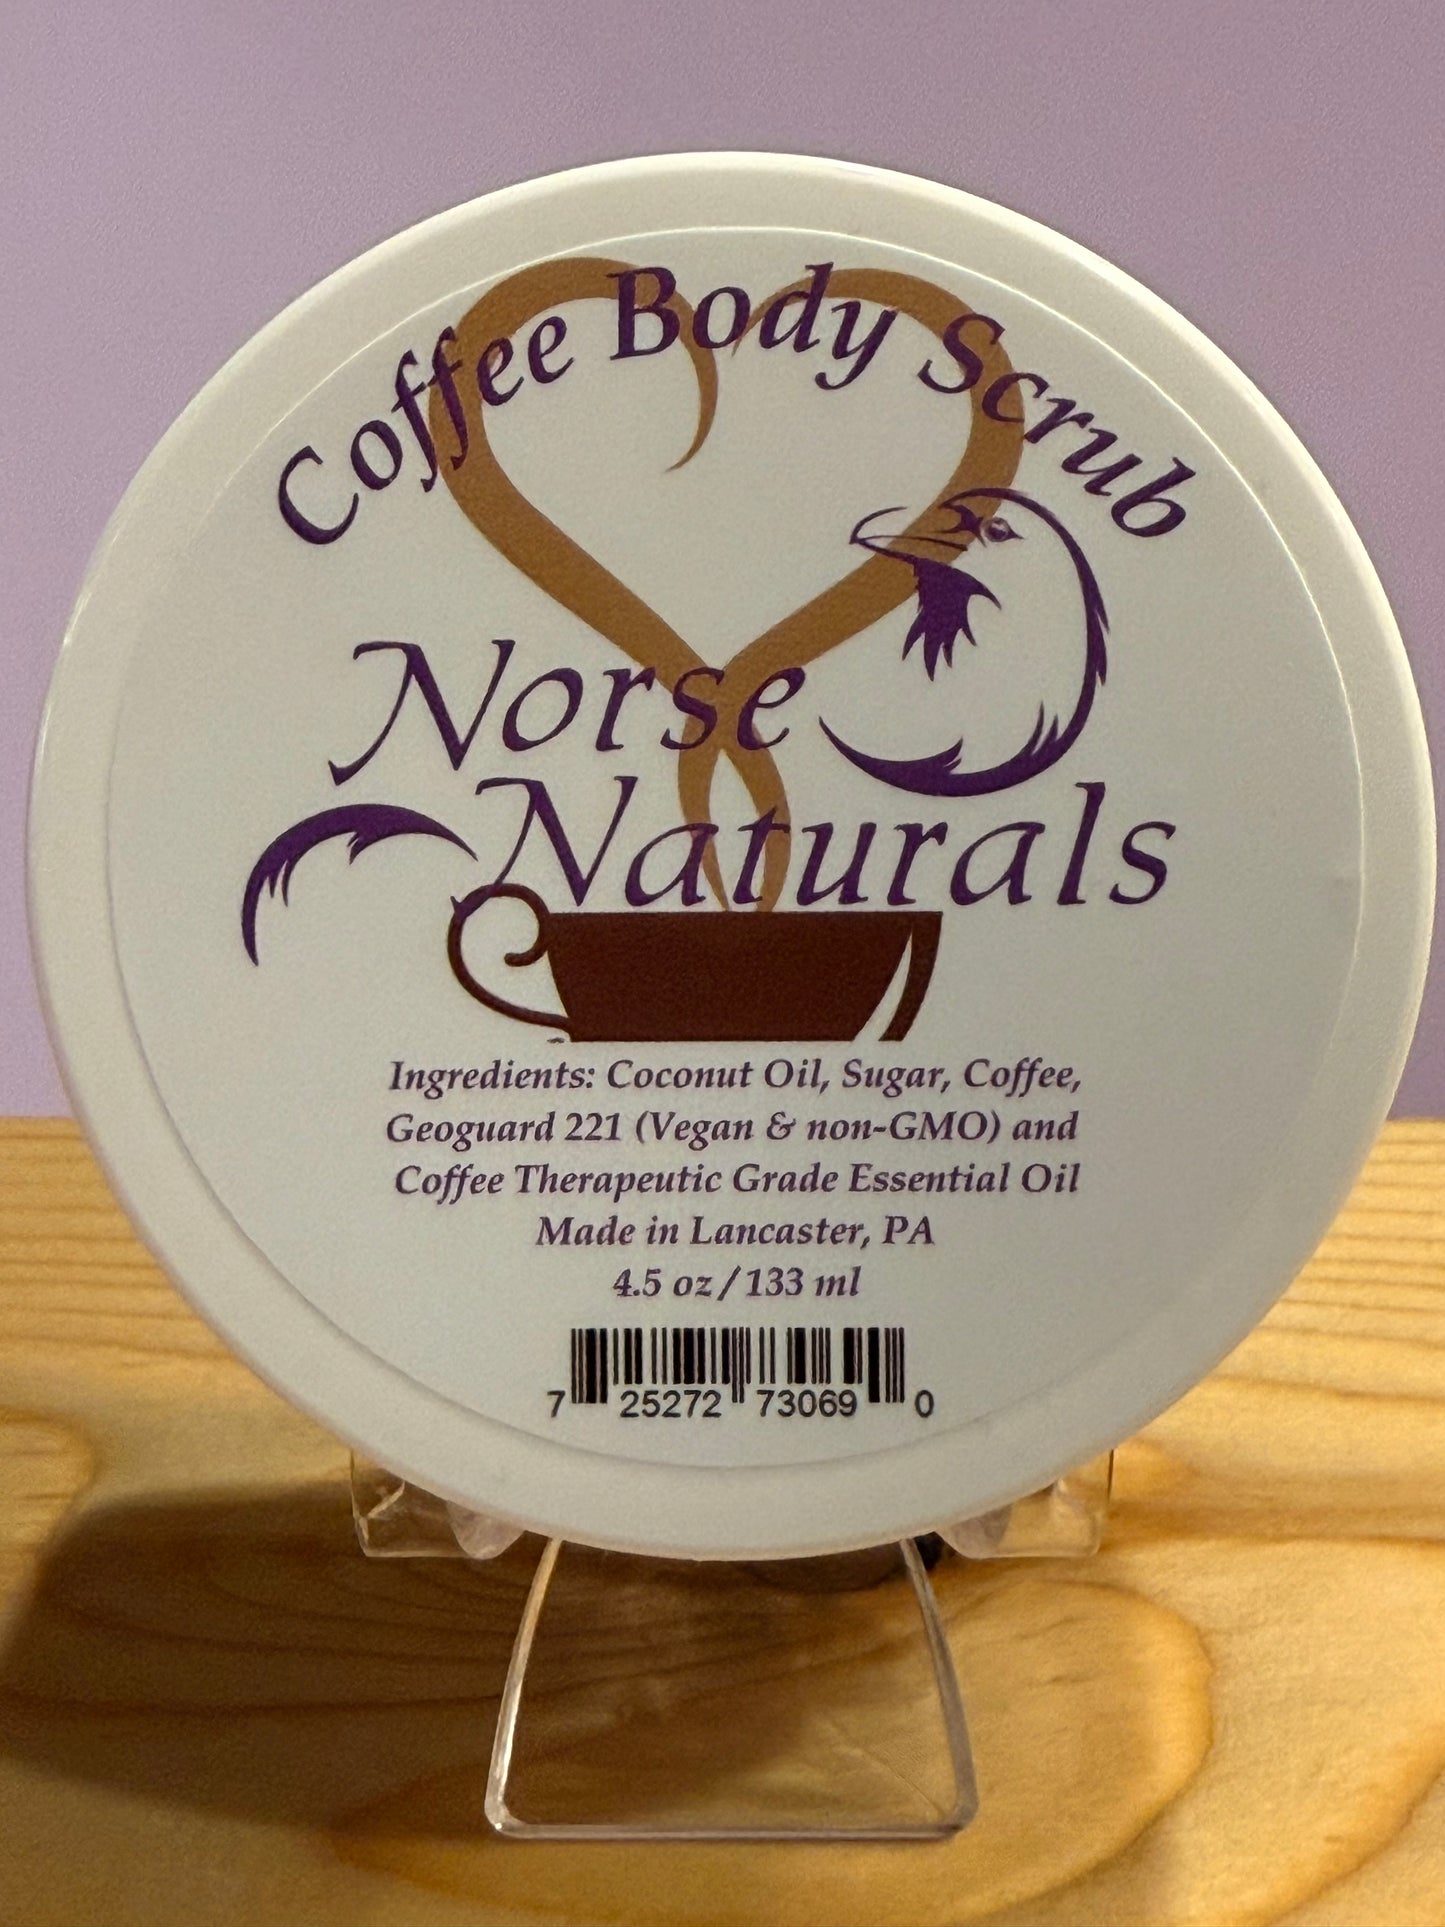 Coffee Body Scrub
Norse
Naturals
Ingredients: Coconut Oil, Sugar, Coffee,
Geoguard 221 (Vegan & non-GMO) and
Coffee Therapeutic Grade Essential Oil
Made in Lancaster, PA
4.5 oz / 133 ml
7 25272 73069 0